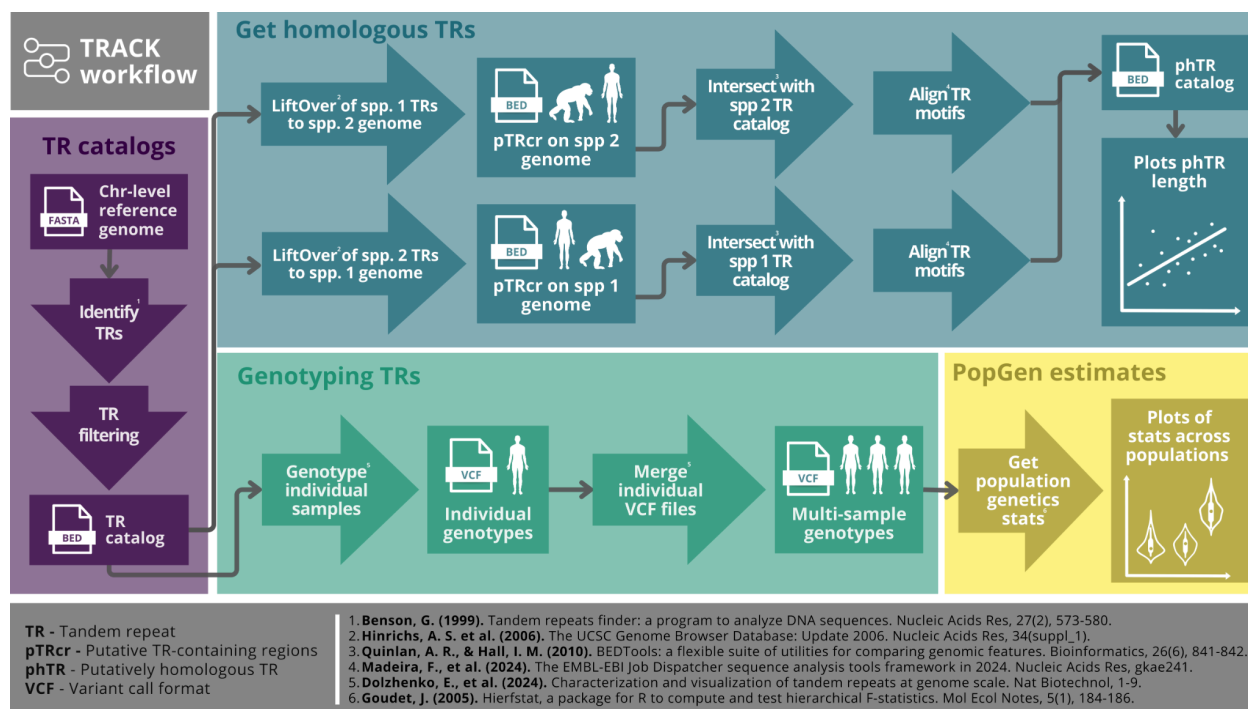 TRACK
workflow
TR catalogs
FASTA
Chr-level
reference
genome
Identify1
TRs
TR
filtering
BED
TR
catalog
Get homologous TRs
LiftOver2 of spp. 1 TRs
to spp. 2 genome
BED
pTRcr on spp 2
genome
Intersect3 with
spp 2 TR
catalog
Align4 TR
motifs
LiftOver2 of spp. 2 TRs
to spp. 1 genome
BED
pTRcr on spp 1
genome
Intersect3 with
spp 1 TR
catalog
Align4 TR
motifs
BED
phTR
catalog
Plots phTR
length
Genotyping TRs
Genotype5
individual
samples
VCF
Individual
genotypes
Merge5
individual
VCF files
VCF
Multi-sample
genotypes
PopGen estimates
Get
population
genetics
stats6
Plots of
stats across
populations
TR - Tandem repeat
pTRcr - Putative TR-containing regions
phTR - Putatively homologous TR
VCF - Variant call format
1. Benson, G. (1999). Tandem repeats finder: a program to analyze DNA sequences. Nucleic Acids Res, 27(2), 573-580.
2. Hinrichs, A. S. et al. (2006). The UCSC Genome Browser Database: Update 2006. Nucleic Acids Res, 34(suppl_1).
3. Quinlan, A. R., & Hall, I. M. (2010). BEDTools: a flexible suite of utilities for comparing genomic features. Bioinformatics, 26(6), 841-842.
4. Madeira, F., et al. (2024). The EMBL-EBI Job Dispatcher sequence analysis tools framework in 2024. Nucleic Acids Res, gkae241.
5. Dolzhenko, E., et al. (2024). Characterization and visualization of tandem repeats at genome scale. Nat Biotechnol, 1-9.
6. Goudet, J. (2005). Hierfstat, a package for R to compute and test hierarchical F-statistics. Mol Ecol Notes, 5(1), 184-186.